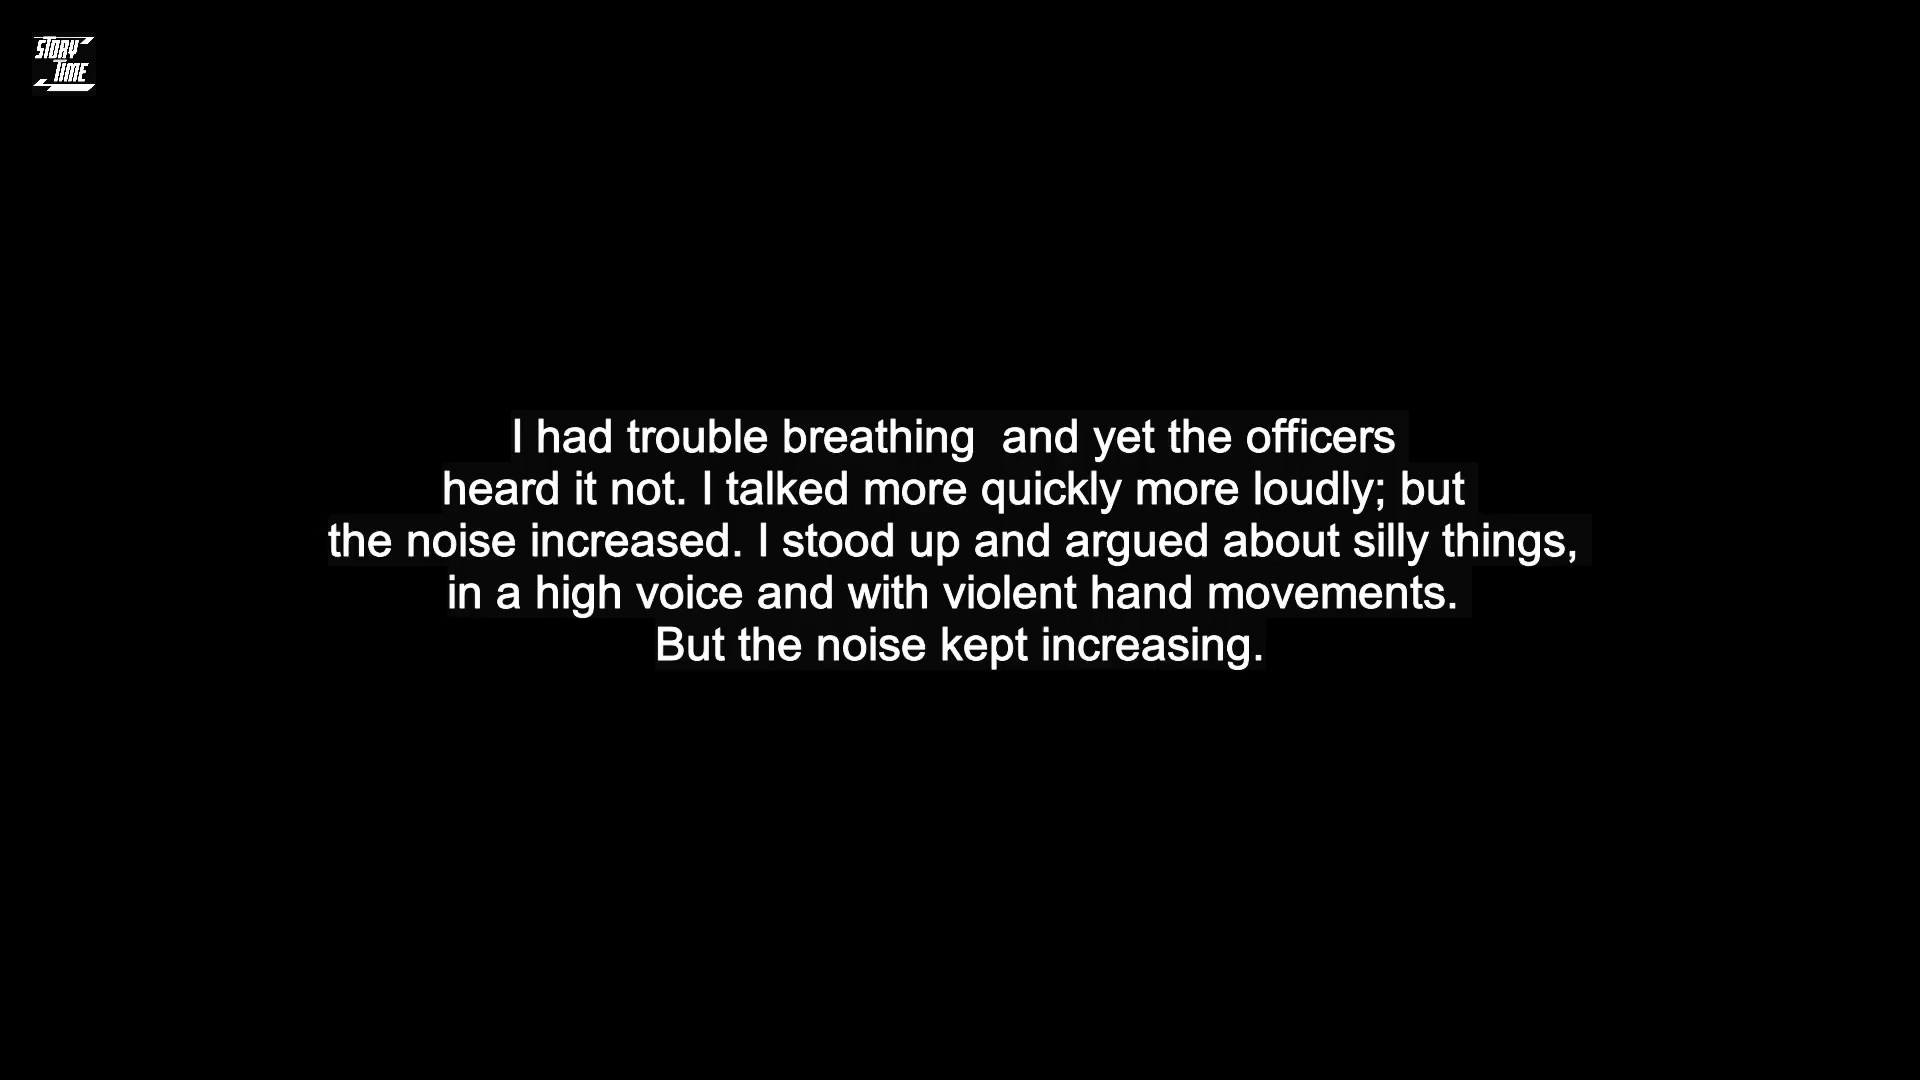 STORY
TIME
I had trouble breathing  and yet the officers
heard it not. I talked more quickly more loudly; but
the noise increased. I stood up and argued about silly things,
in a high voice and with violent hand movements.
But the noise kept increasing.